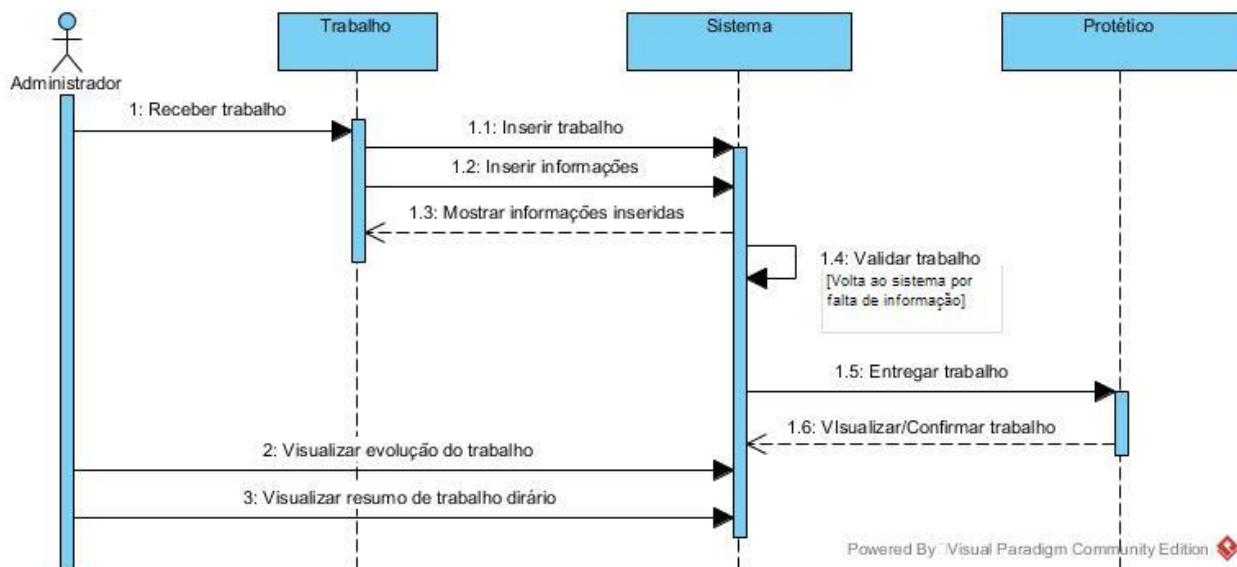 Trabalho
Sistema
Protético
Administrador
1: Receber trabalho
1.1: Inserir trabalho
1.2: Inserir informações
1.3: Mostrar informações inseridas
1.4: Validar trabalho
[Volta ao sistema por
falta de informação]
1.5: Entregar trabalho
1.6: VIsualizar/Confirmar trabalho
2: Visualizar evolução do trabalho
3: Visualizar resumo de trabalho dirário
Powered By Visual Paradigm Community Edition